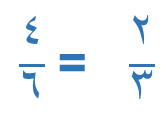 ٤/٦ = ٢/٣